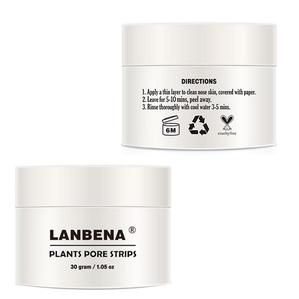 DIRECTIONS
1. Apply a thin layer to clean nose skin, covered with paper.
2. Leave for 5-10 mins, peel away.
3. Rinse thoroughly with cool water 3-5 mins.
6M
crueltyfree
LANBENA ®
PLANTS PORE STRIPS
30 gram / 1.05 oz